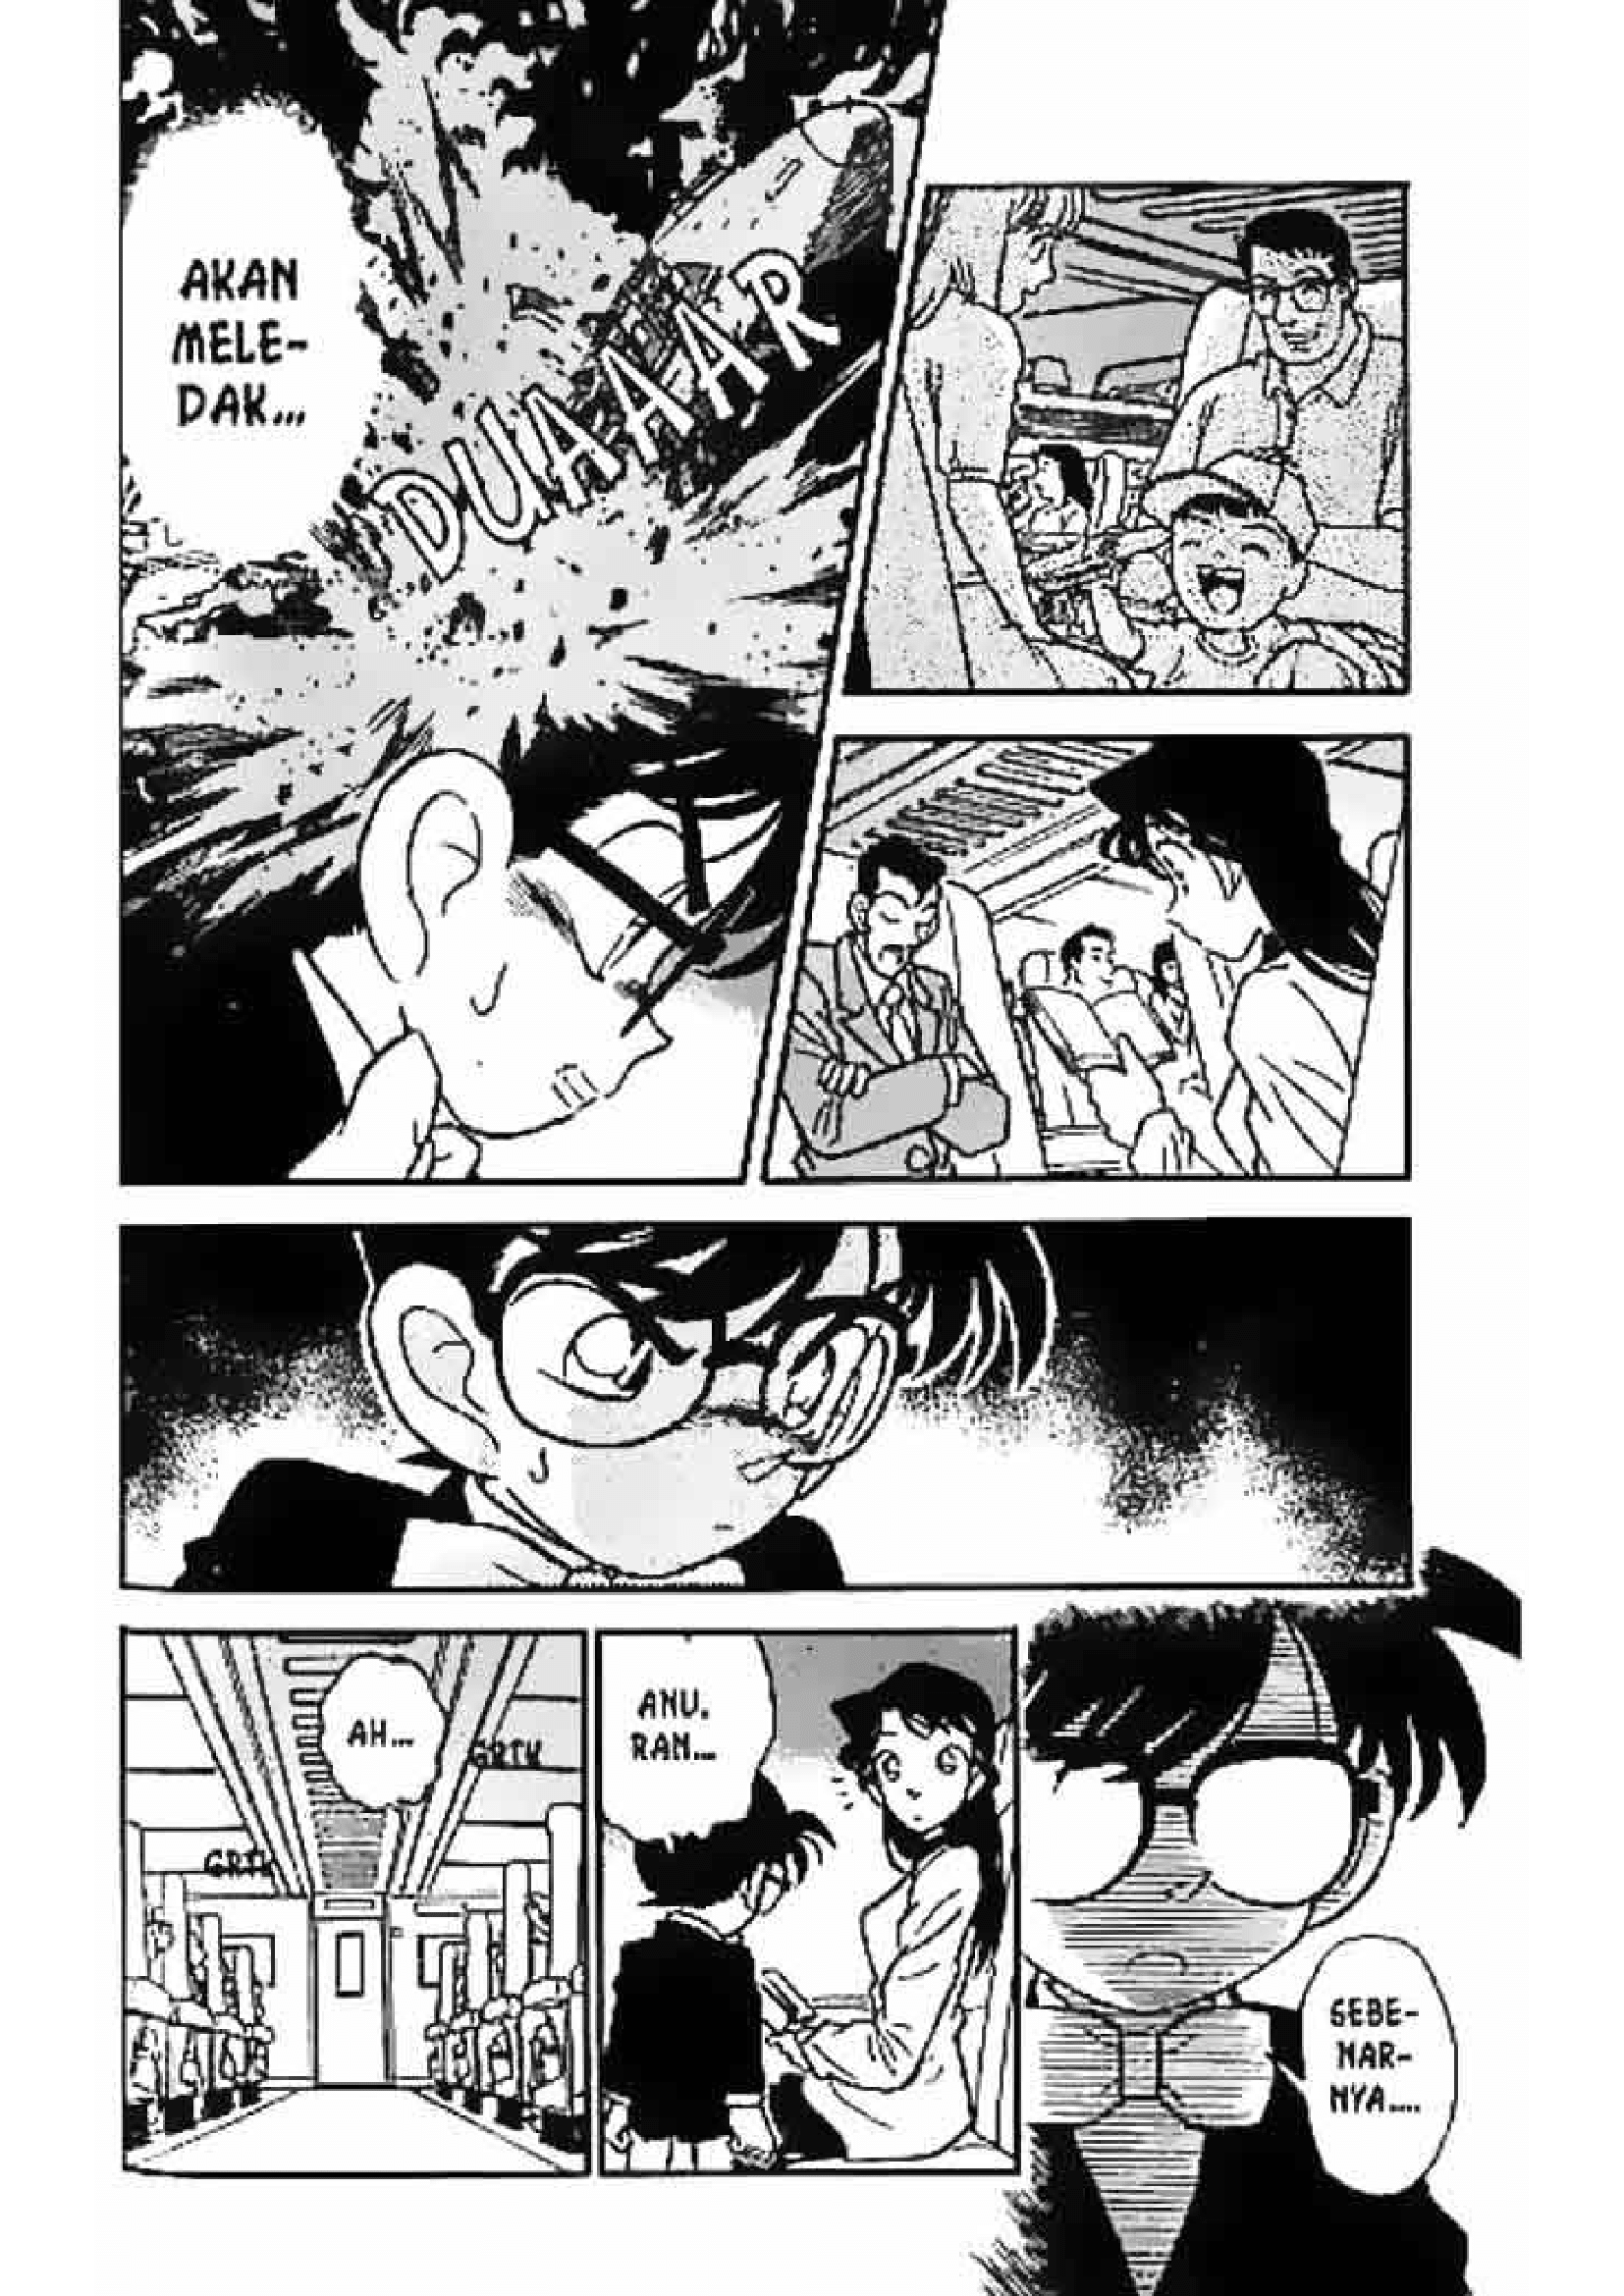 AKAN
MELE-
DAK...
DUAAAR
AH...
GRTK
GRTK
ANU.
RAN...
SEBE-
NAR-
NYA....